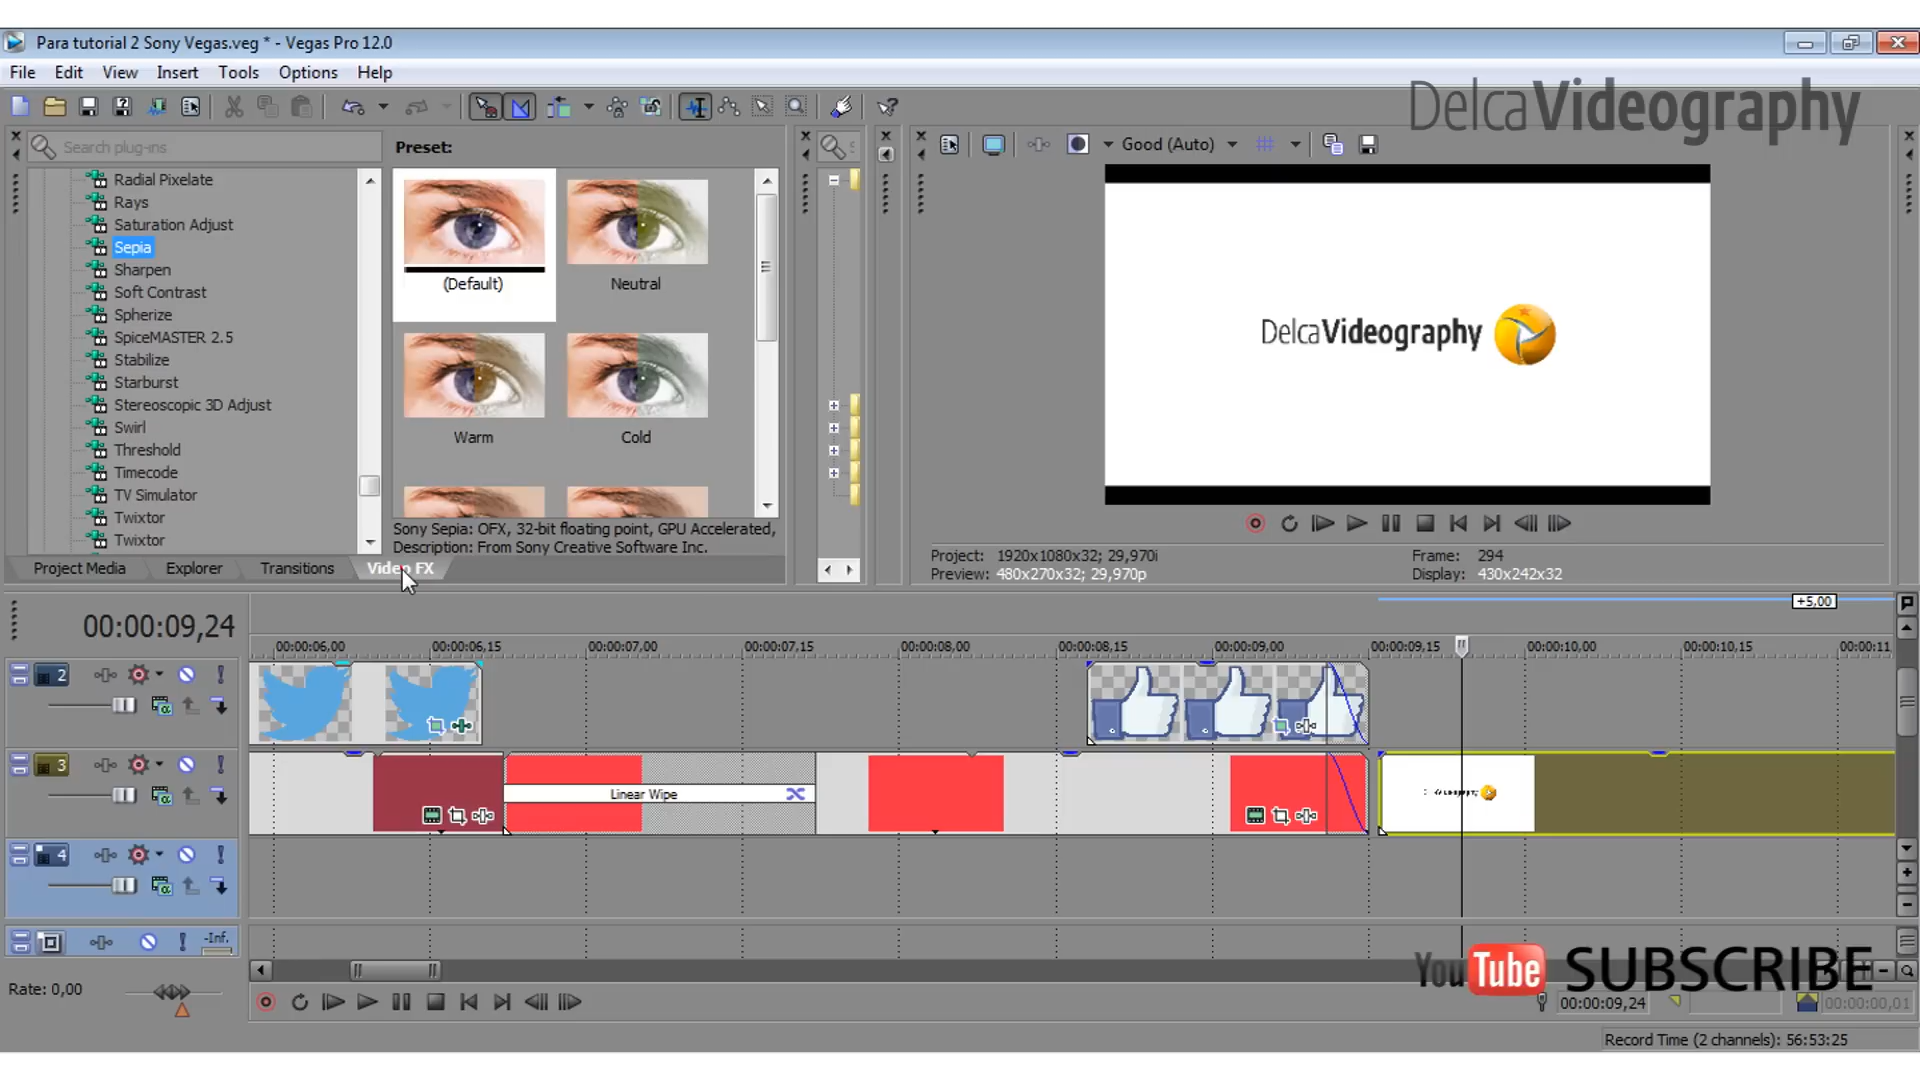 Para tutorial 2 Sony Vegas.veg * - Vegas Pro 12.0
File Edit View Insert Tools Options Help
DelcaVideography
Search plug-ins
Preset:
Good (Auto)
Radial Pixelate
Rays
Saturation Adjust
Sepia
Sharpen
Soft Contrast
Spherize
SpiceMASTER 2.5
Stabilize
Starburst
Stereoscopic 3D Adjust
Swirl
Threshold
Timecode
TV Simulator
Twixtor
Twixtor
(Default)
Neutral
Warm
Cold
Sony Sepia: OFX, 32-bit floating point, GPU Accelerated,
Description: From Sony Creative Software Inc.
DelcaVideography
Project Media Explorer Transitions Video FX
Project: 1920x1080x32; 29,970i
Frame: 294
Preview: 480x270x32; 29,970p
Display: 430x242x32
+5,00
00:00:09,24
00:00:06,00 00:00:06,15 00:00:07,00 00:00:07,15 00:00:08,00 00:00:08,15 00:00:09,00 00:00:09,15 00:00:10,00 00:00:10,15 00:00:11
2
3
Linear Wipe
4
-Inf.
YouTube SUBSCRIBE
Rate: 0,00
00:00:09,24
00:00:00,01
Record Time (2 channels): 56:53:25